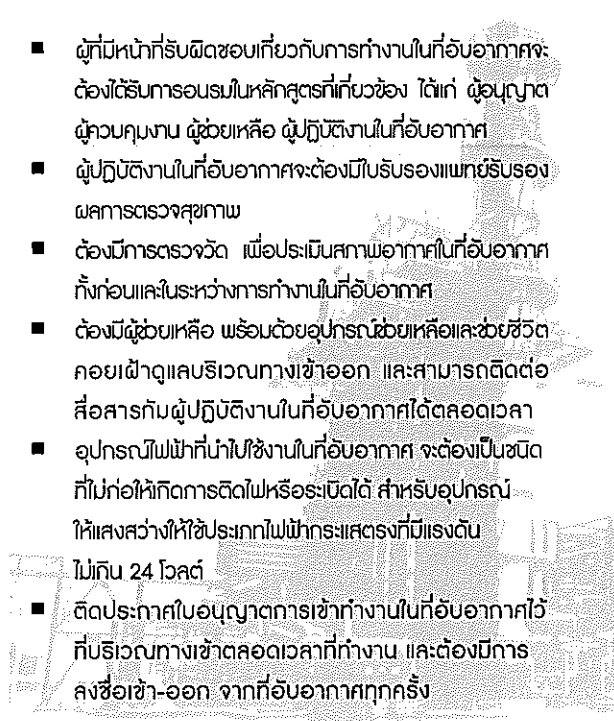 ▪ ผู้ที่มีหน้าที่รับผิดชอบเกี่ยวกับการทำงานในที่อับอากาศจะ
ต้องได้รับการอบรมในหลักสูตรที่เกี่ยวข้อง ได้แก่ ผู้อนุญาต
ผู้ควบคุมงาน ผู้ช่วยเหลือ ผู้ปฏิบัติงานในที่อับอากาศ
▪ ผู้ปฏิบัติงานในที่อับอากาศจะต้องมีใบรับรองแพทย์รับรอง
ผลการตรวจสุขภาพ
▪ ต้องมีการตรวจวัด เพื่อประเมินสภาพอากาศในที่อับอากาศ
ทั้งก่อนและในระหว่างการทำงานในที่อับอากาศ
▪ ต้องมีผู้ช่วยเหลือ พร้อมด้วยอุปกรณ์ช่วยเหลือและช่วยชีวิต
คอยเฝ้าดูแลบริเวณทางเข้าออก และสามารถติดต่อ
สื่อสารกับผู้ปฏิบัติงานในที่อับอากาศได้ตลอดเวลา
▪ อุปกรณ์ไฟฟ้าที่นำไปใช้งานในที่อับอากาศ จะต้องเป็นชนิด
ที่ไม่ก่อให้เกิดการติดไฟหรือระเบิดได้ สำหรับอุปกรณ์
ให้แสงสว่างให้ใช้ประเภทไฟฟ้ากระแสตรงที่มีแรงดัน
ไม่เกิน 24 โวลต์
▪ ติดประกาศใบอนุญาตการเข้าทำงานในที่อับอากาศไว้
ที่บริเวณทางเข้าตลอดเวลาที่ทำงาน และต้องมีการ
ลงชื่อเข้า-ออก จากที่อับอากาศทุกครั้ง